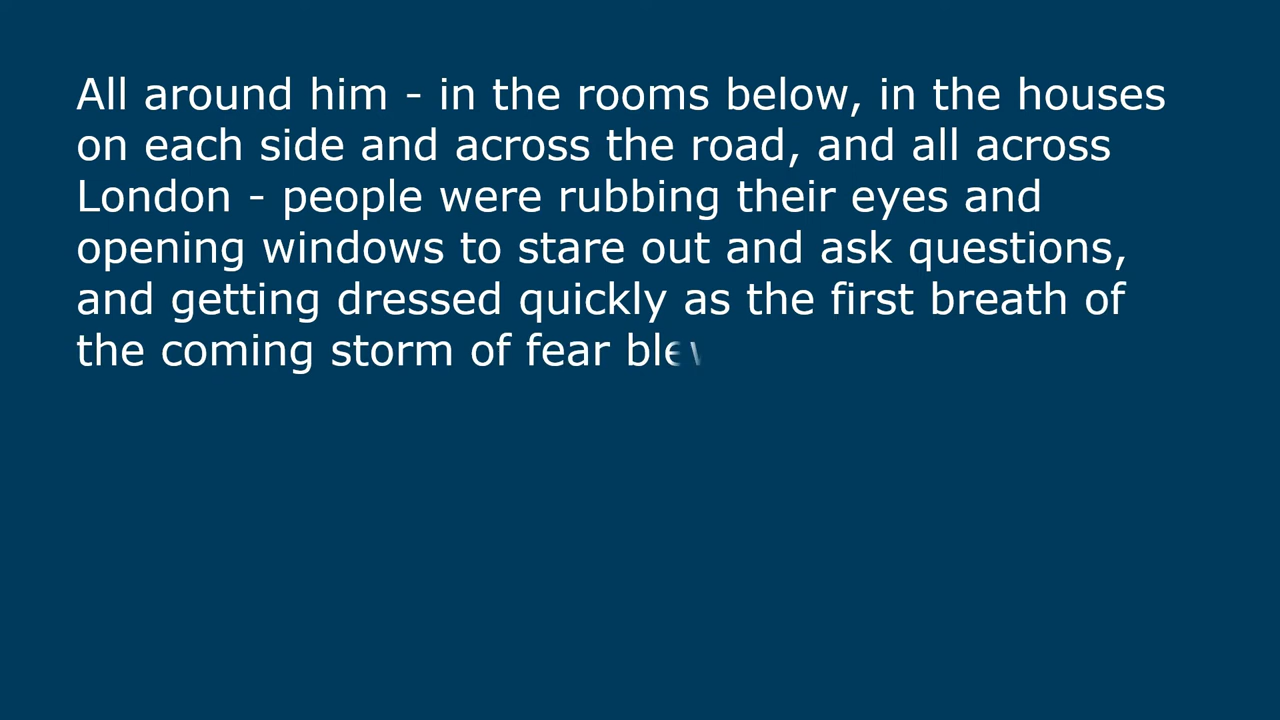 All around him - in the rooms below, in the houses
on each side and across the road, and all across
London - people were rubbing their eyes and
opening windows to stare out and ask questions,
and getting dressed quickly as the first breath of
the coming storm of fear blew